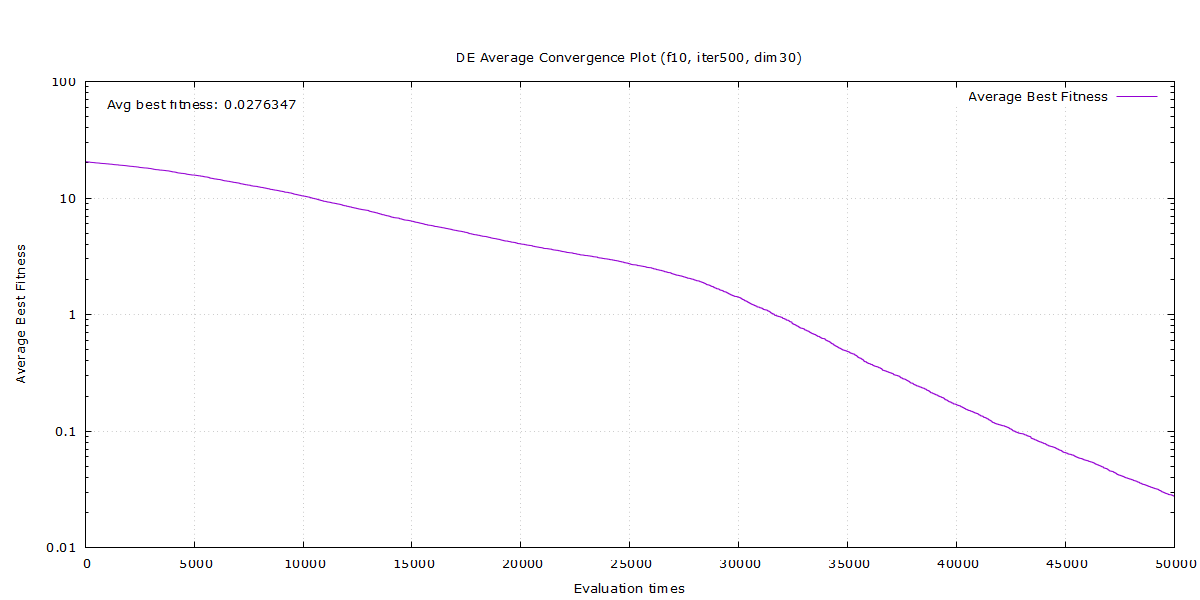 DE Average Convergence Plot (f10, iter500, dim30)
100
Avg best fitness: 0.0276347
Average Best Fitness
10
1
0.1
0.01
Average Best Fitness
0 5000 10000 15000 20000 25000 30000 35000 40000 45000 50000
Evaluation times